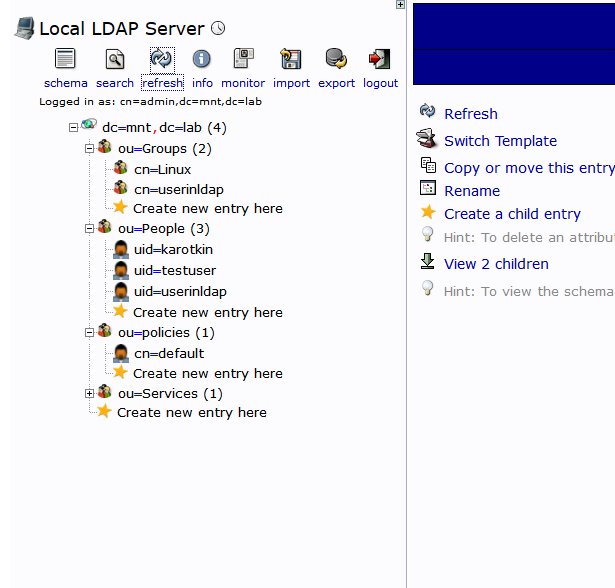 Local LDAP Server
schema search refresh info monitor import export logout
Logged in as: cn=admin,dc=mnt,dc=lab
dc=mnt,dc=lab (4)
ou=Groups (2)
cn=Linux
cn=userinldap
Create new entry here
ou=People (3)
uid=karotkin
uid=testuser
uid=userinldap
Create new entry here
ou=policies (1)
cn=default
Create new entry here
ou=Services (1)
Create new entry here
Refresh
Switch Template
Copy or move this entry
Rename
Create a child entry
Hint: To delete an attribu
View 2 children
Hint: To view the schema